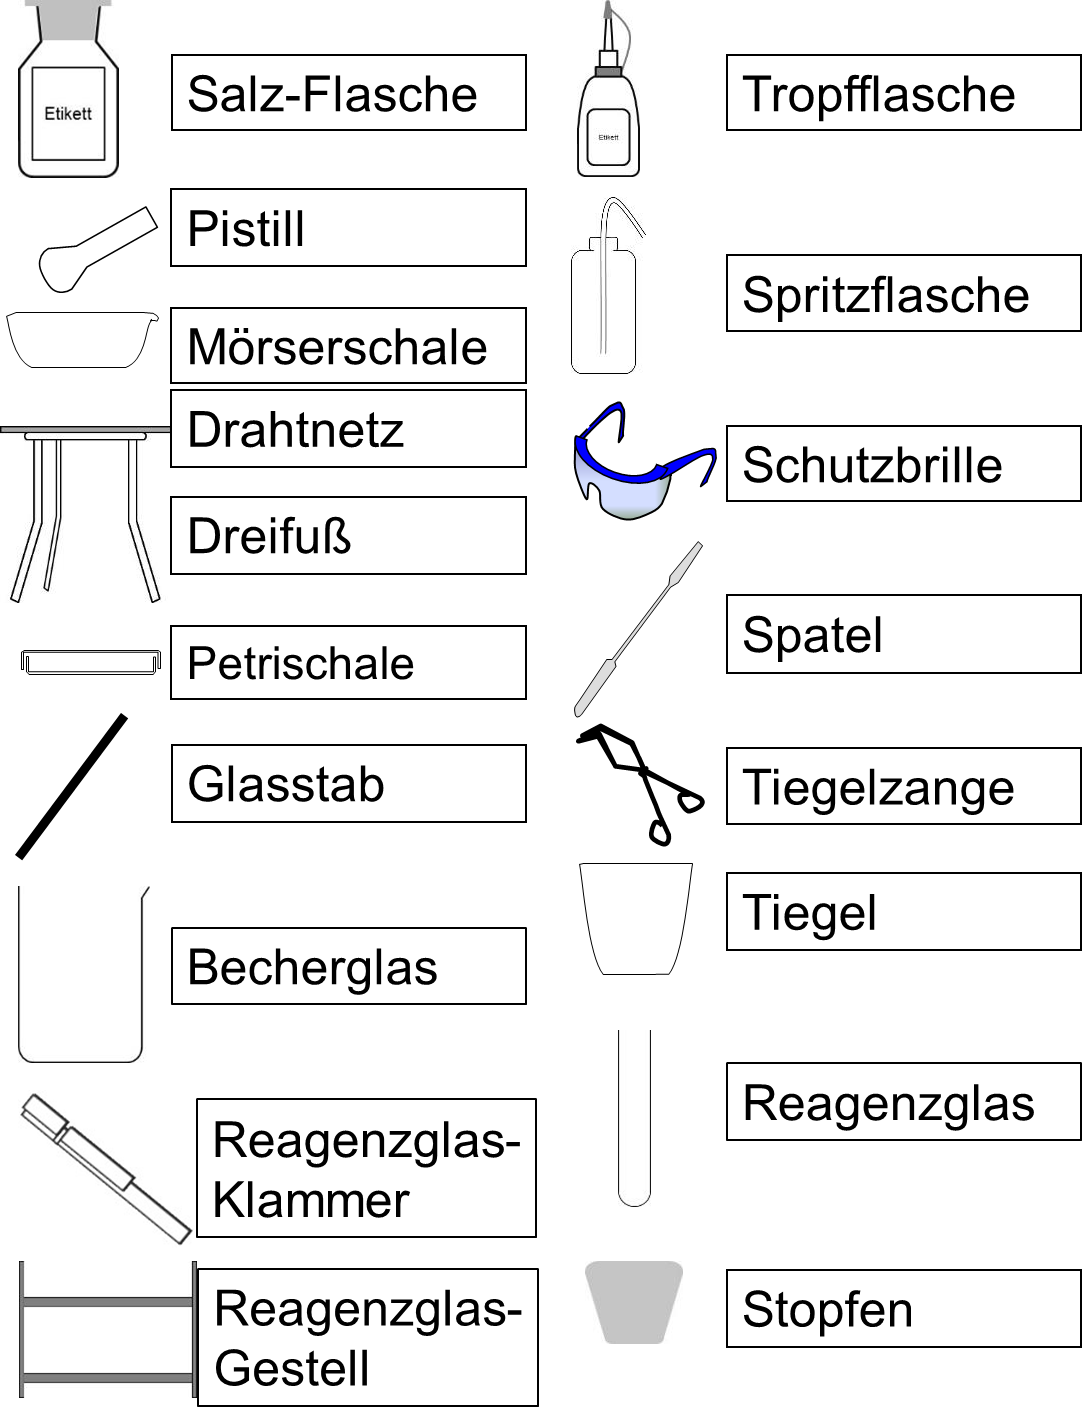 Etikett
Salz-Flasche
Pistill
Mörserschale
Drahtnetz
Dreifuß
Petrischale
Glasstab
Becherglas
Reagenzglas-
Klammer
Reagenzglas-
Gestell
Etikett
Tropfflasche
Spritzflasche
Schutzbrille
Spatel
Tiegelzange
Tiegel
Reagenzglas
Stopfen